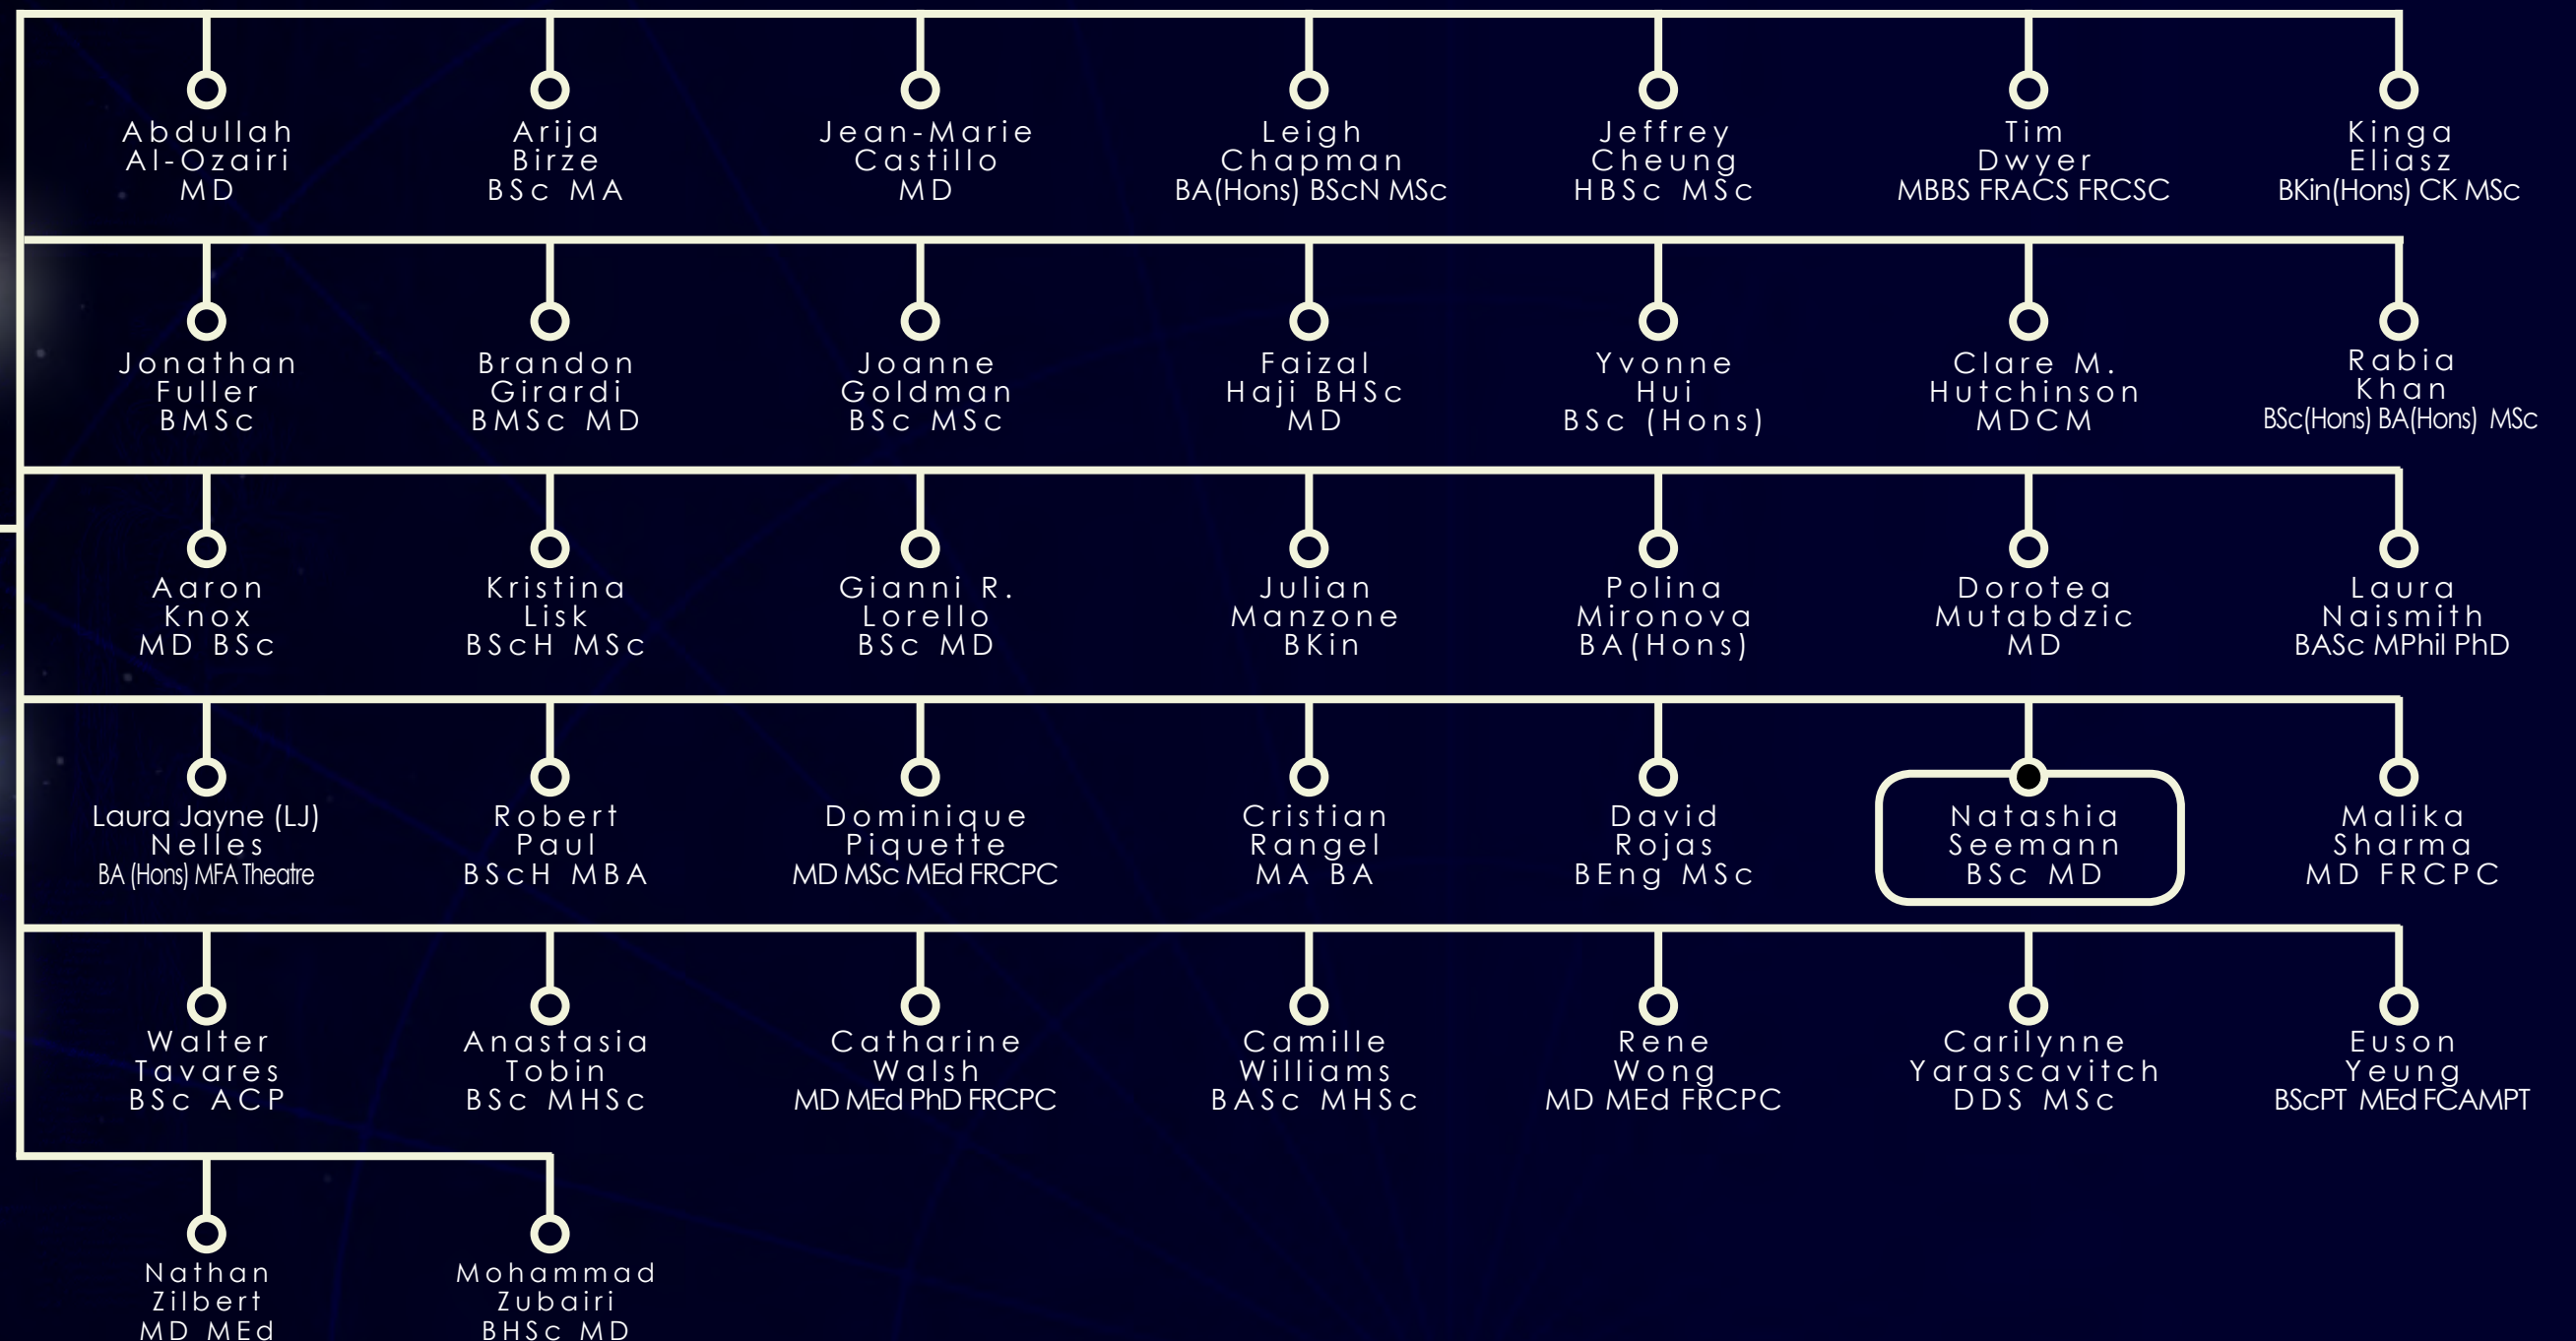 Abdullah
Al-Ozairi
MD
Arija
Birze
BSc MA
Jean-Marie
Castillo
MD
Leigh
Chapman
BA(Hons) BScN MSc
Jeffrey
Cheung
HBSc MSc
Tim
Dwyer
MBBS FRACS FRCSC
Kinga
Eliasz
BKin(Hons) CK MSc
Jonathan
Fuller
BMSc
Brandon
Girardi
BMSc MD
Joanne
Goldman
BSc MSc
Faizal
Haji BHSc
MD
Yvonne
Hui
BSc (Hons)
Clare M.
Hutchinson
MDCM
Rabia
Khan
BSc(Hons) BA(Hons) MSc
Aaron
Knox
MD BSc
Kristina
Lisk
BScH MSc
Gianni R.
Lorello
BSc MD
Julian
Manzone
BKin
Polina
Mironova
BA(Hons)
Dorotea
Mutabdzic
MD
Laura
Naismith
BASc MPhil PhD
Laura Jayne (LJ)
Nelles
BA (Hons) MFA Theatre
Robert
Paul
BScH MBA
Dominique
Piquette
MD MSc MEd FRCPC
Cristian
Rangel
MA BA
David
Rojas
BEng MSc
Natashia
Seemann
BSc MD
Malika
Sharma
MD FRCPC
Walter
Tavares
BSc ACP
Anastasia
Tobin
BSc MHSc
Catharine
Walsh
MD MEd PhD FRCPC
Camille
Williams
BASc MHSc
Rene
Wong
MD MEd FRCPC
Carilynne
Yarascavitch
DDS MSc
Euson
Yeung
BScPT MEd FCAMPT
Nathan
Zilbert
MD MEd
Mohammad
Zubairi
BHSc MD